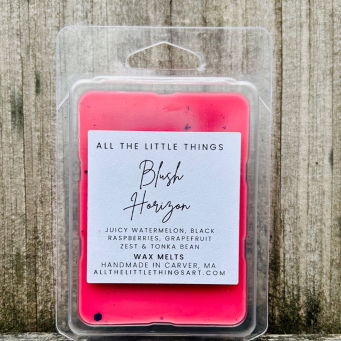 ALL THE LITTLE THINGS
Blush
Horizon
JUICY WATERMELON, BLACK
RASPBERRIES, GRAPEFRUIT
ZEST & TONKA BEAN
WAX MELTS
HANDMADE IN CARVER, MA
ALLTHELITTLETHINGSART.COM